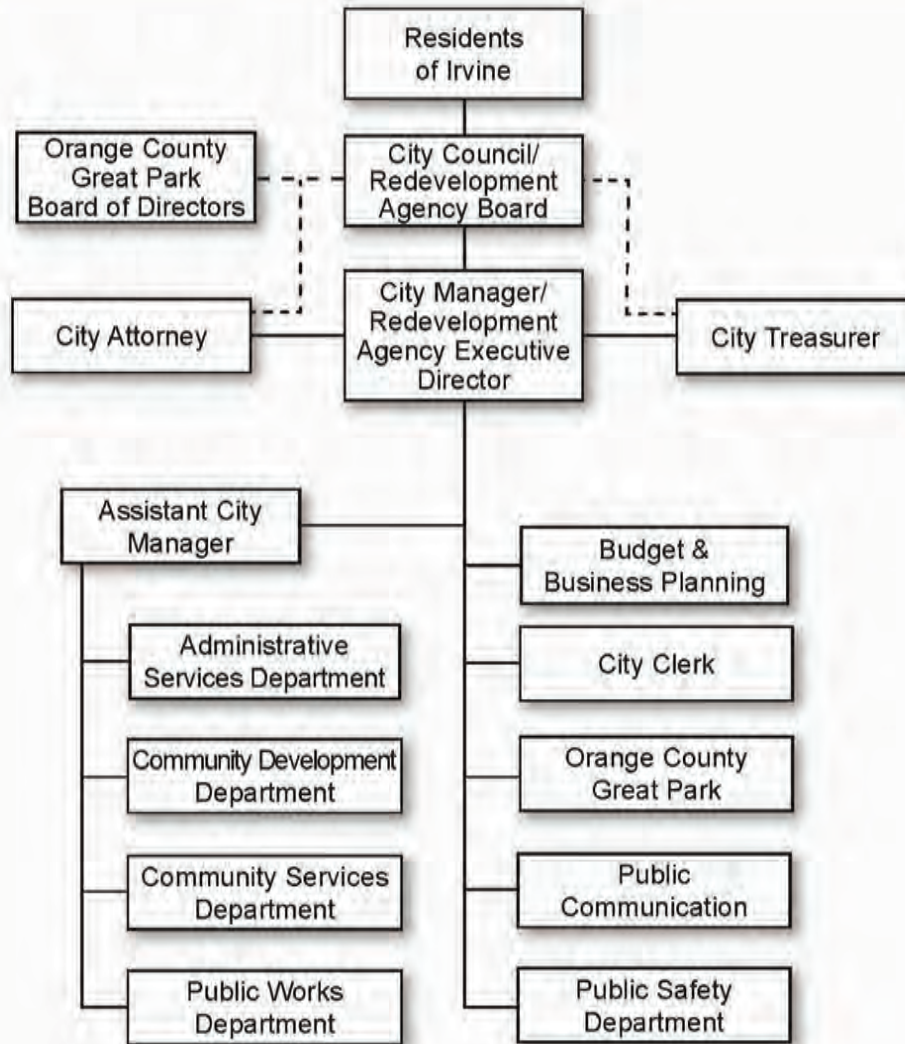 Residents
of Irvine
Orange County
Great Park
Board of Directors
City Council/
Redevelopment
Agency Board
City Attorney
City Manager/
Redevelopment
Agency Executive
Director
City Treasurer
Assistant City
Manager
Administrative
Services Department
Community Development
Department
Community Services
Department
Public Works
Department
Budget &
Business Planning
City Clerk
Orange County
Great Park
Public
Communication
Public Safety
Department